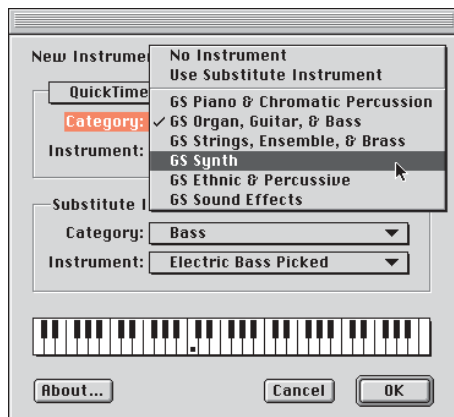 New Instrume
No Instrument
Use Substitute Instrument
QuickTime
GS Piano & Chromatic Percussion
Category: ✓ GS Organ, Guitar, & Bass
GS Strings, Ensemble, & Brass
Instrument:
GS Synth
GS Ethnic & Percussive
GS Sound Effects
Substitute I
Category: Bass
Instrument: Electric Bass Picked
About... Cancel OK